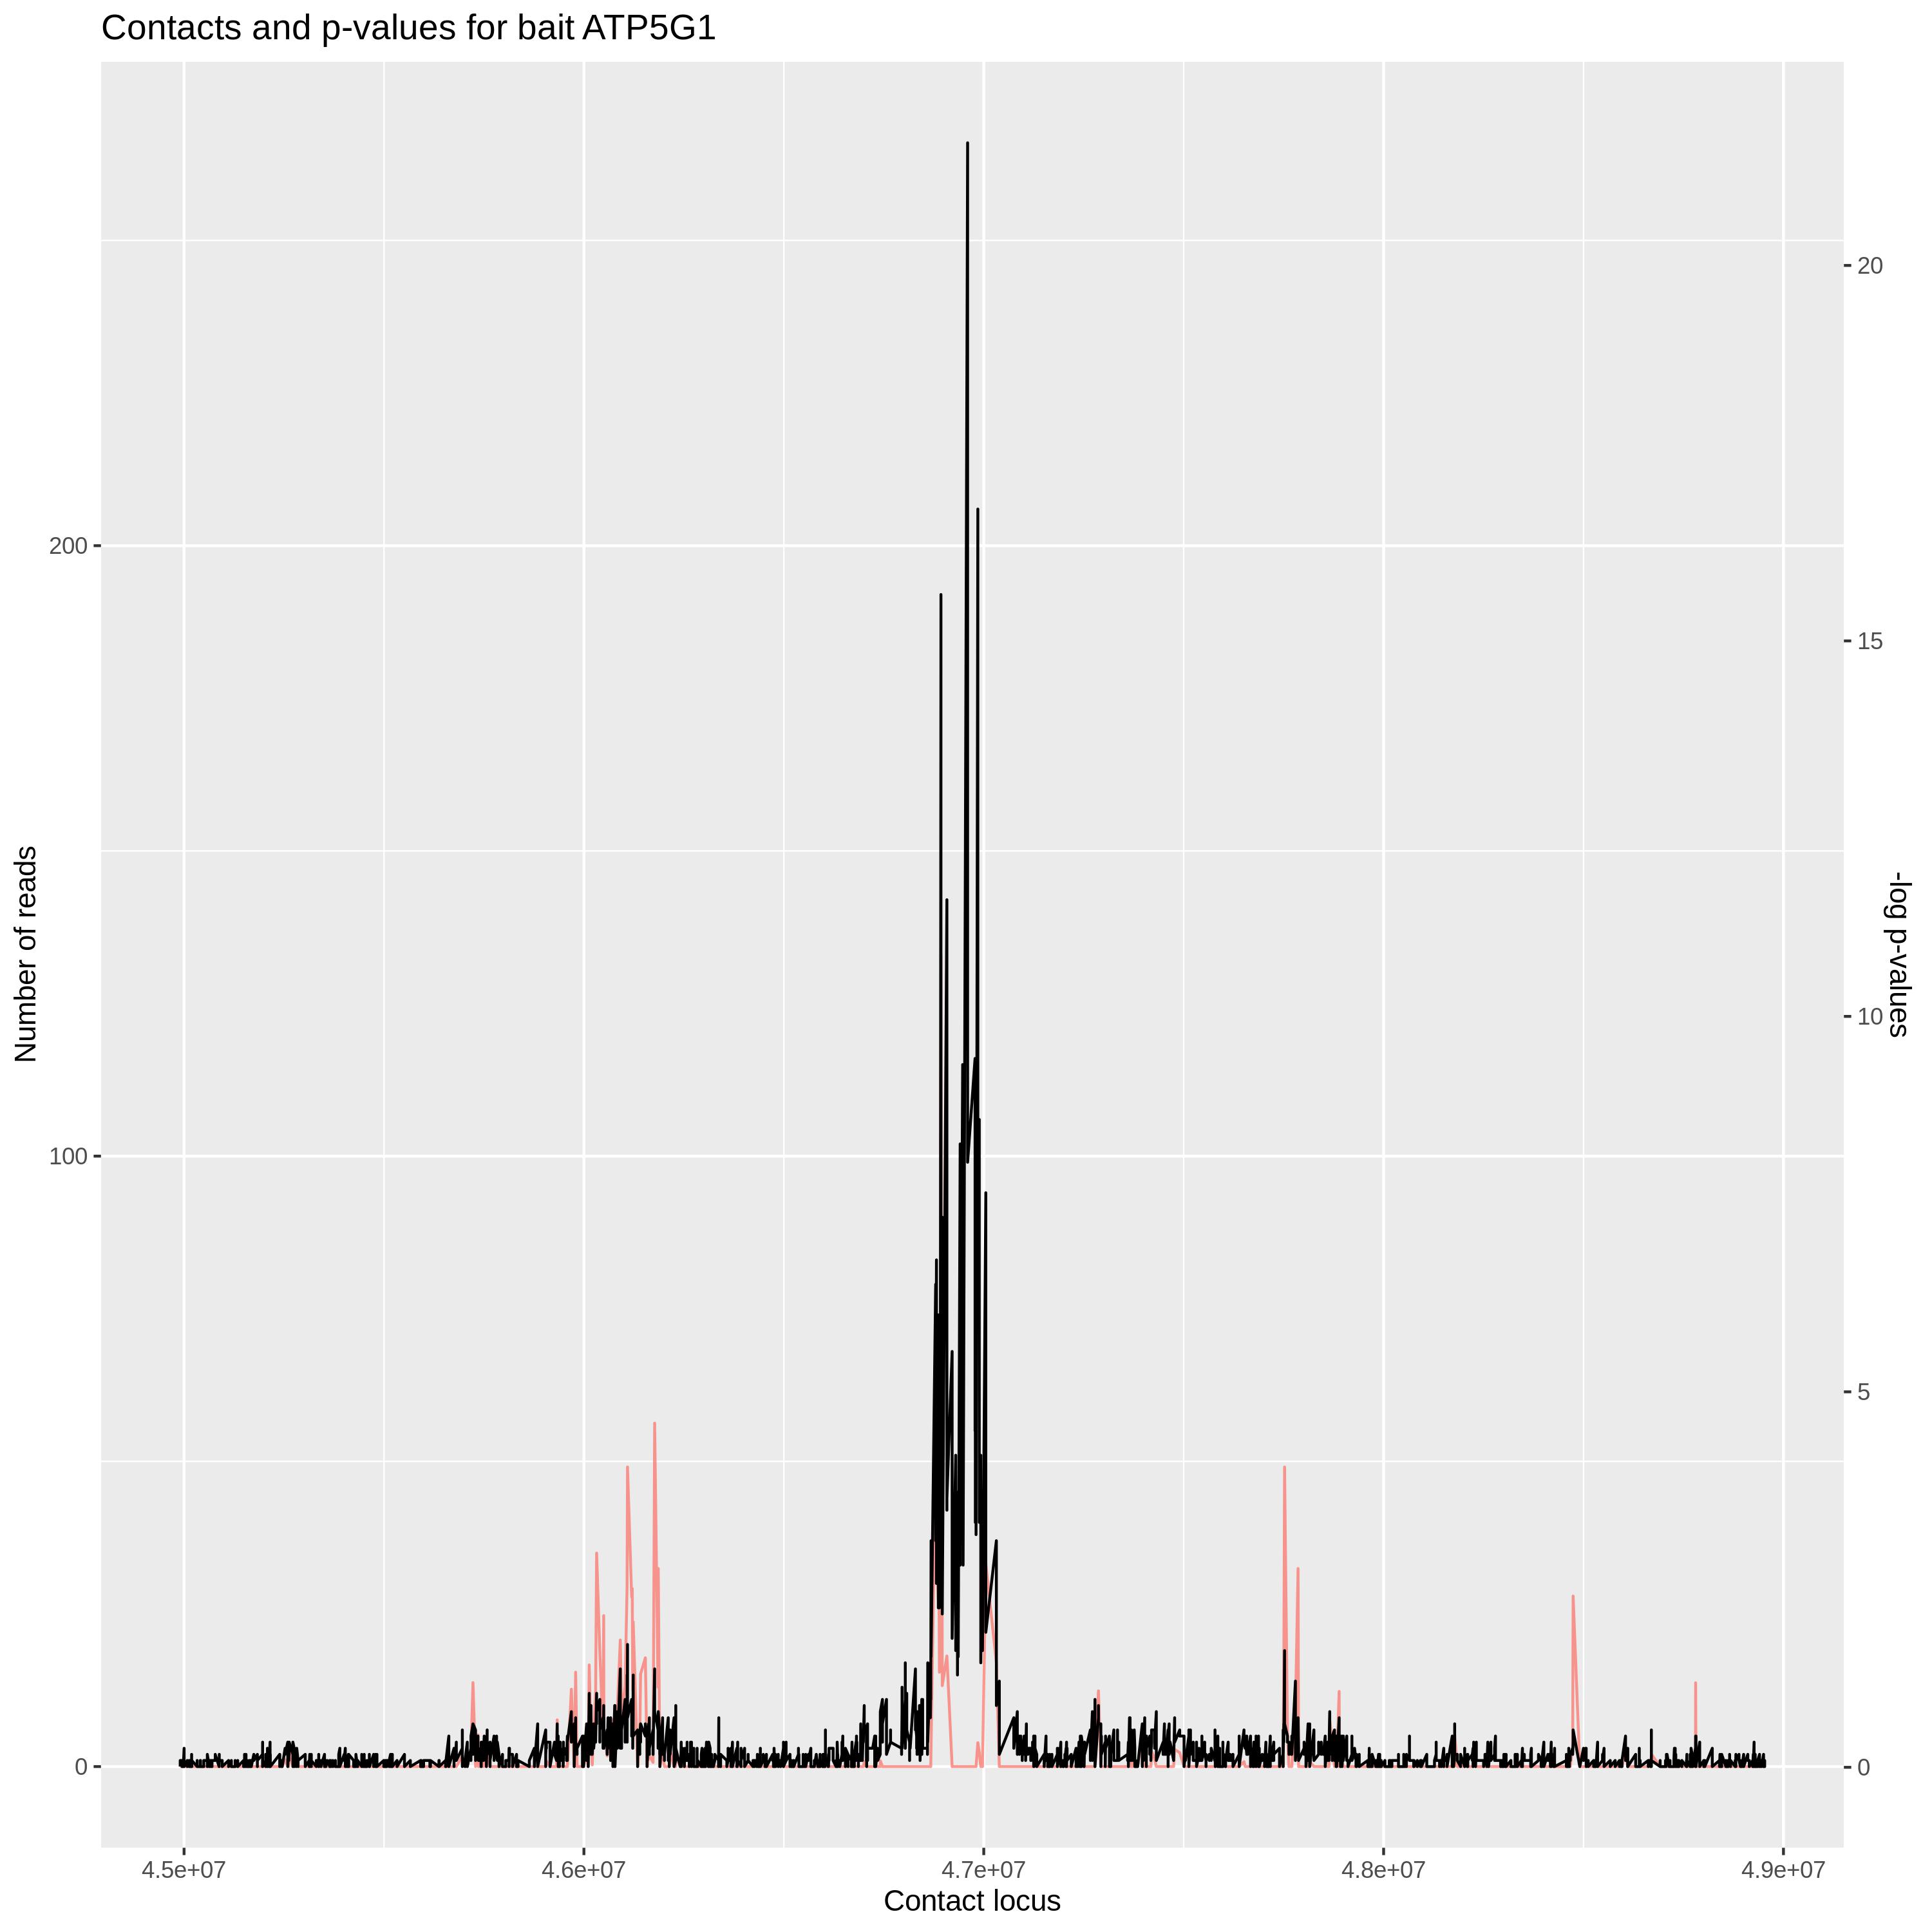 Contacts and p-values for bait ATP5G1
Number of reads
200
100
0
20
15
10
5
0
-log p-values
4.5e+07
4.6e+07
4.7e+07
4.8e+07
4.9e+07
Contact locus